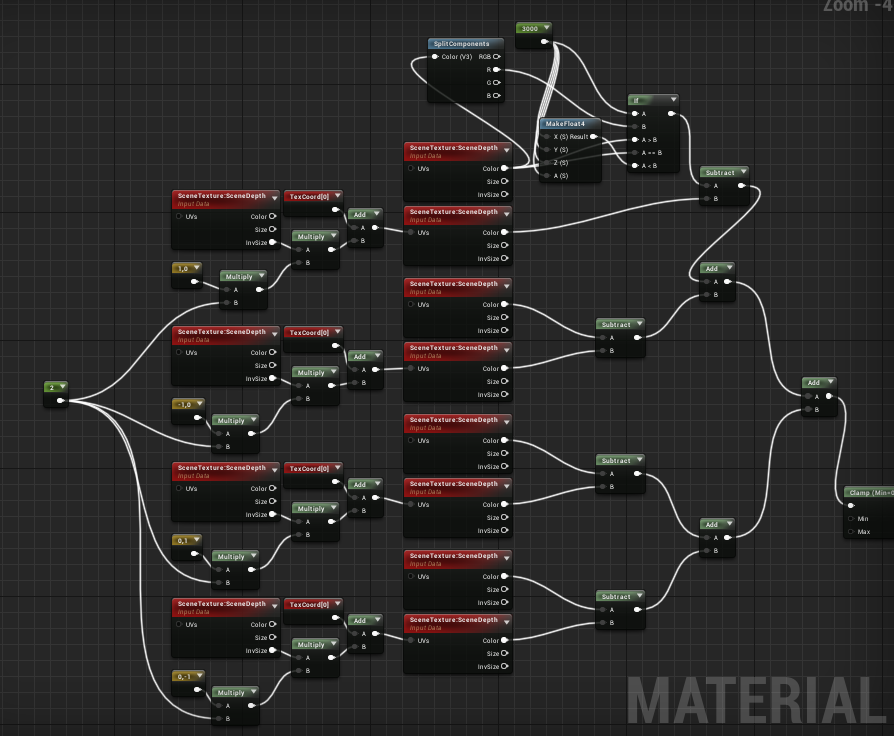 Zoom -4
3000
SplitComponents
Color (V3) RGB
R
G
B
If
A
B
A > B
A == B
A < B
MakeFloat4
X (S) Result
Y (S)
Z (S)
A (S)
SceneTexture:SceneDepth
Input Data
UVs Color
Size
InvSize
Subtract
A
B
SceneTexture:SceneDepth
Input Data
UVs Color
Size
InvSize
TexCoord[0]
Add
A
B
Multiply
A
B
SceneTexture:SceneDepth
Input Data
UVs Color
Size
InvSize
1,0
Multiply
A
B
Add
A
B
SceneTexture:SceneDepth
Input Data
UVs Color
Size
InvSize
Subtract
A
B
SceneTexture:SceneDepth
Input Data
UVs Color
Size
InvSize
TexCoord[0]
Add
A
B
Multiply
A
B
SceneTexture:SceneDepth
Input Data
UVs Color
Size
InvSize
2
-1,0
Multiply
A
B
Add
A
B
SceneTexture:SceneDepth
Input Data
UVs Color
Size
InvSize
Subtract
A
B
SceneTexture:SceneDepth
Input Data
UVs Color
Size
InvSize
TexCoord[0]
Add
A
B
Multiply
A
B
SceneTexture:SceneDepth
Input Data
UVs Color
Size
InvSize
Clamp (Min=0
Min
Max
0,1
Multiply
A
B
Add
A
B
SceneTexture:SceneDepth
Input Data
UVs Color
Size
InvSize
Subtract
A
B
SceneTexture:SceneDepth
Input Data
UVs Color
Size
InvSize
TexCoord[0]
Add
A
B
Multiply
A
B
SceneTexture:SceneDepth
Input Data
UVs Color
Size
InvSize
0,-1
Multiply
A
B
MATERIAL